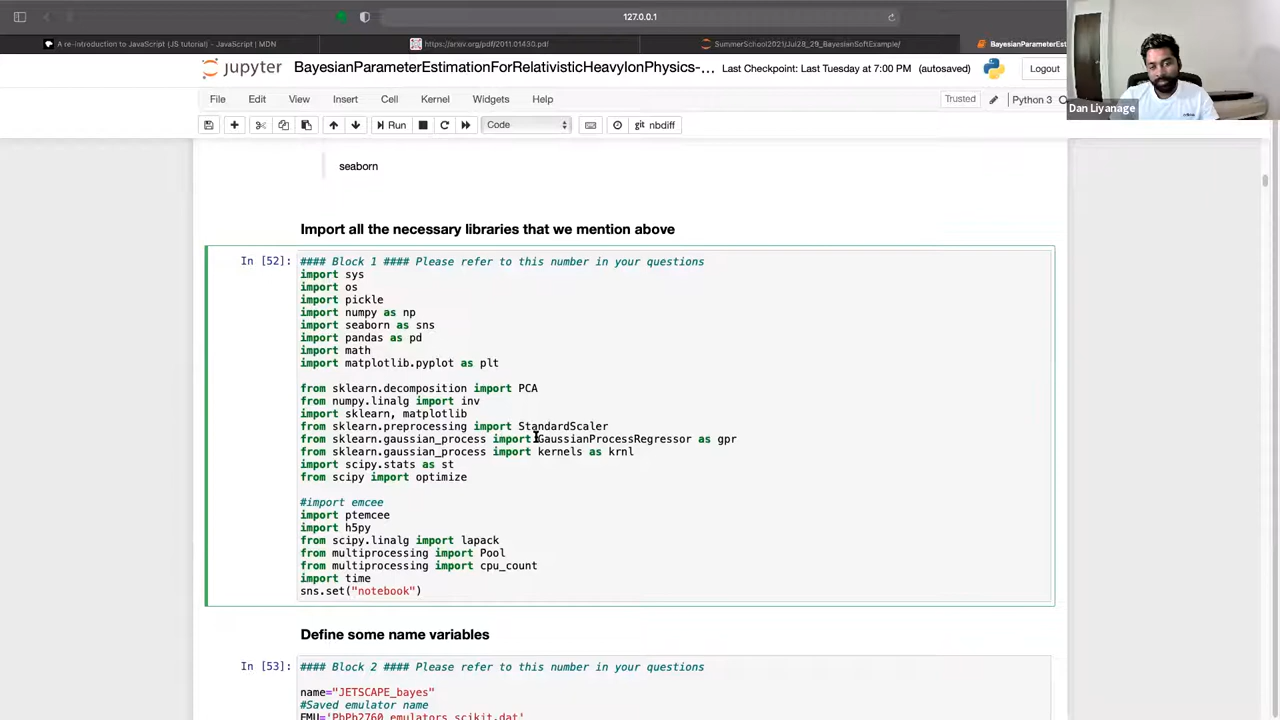 127.0.0.1
A re-introduction to JavaScript (JS tutorial) - JavaScript | MDN
https://arxiv.org/pdf/2011.01430.pdf/
SummerSchool2021/Jul28_29_BayesianSoftExample/
BayesianParameterEst
jupyter BayesianParameterEstimationForRelativisticHeavyIonPhysics-... Last Checkpoint: Last Tuesday at 7:00 PM (autosaved)
Logout
Dan Liyanage
File Edit View Insert Cell Kernel Widgets Help
Trusted
Python 3
Run
Code
git nbdiff
seaborn
Import all the necessary libraries that we mention above
In [52]:
#### Block 1 #### Please refer to this number in your questions
import sys
import os
import pickle
import numpy as np
import seaborn as sns
import pandas as pd
import math
import matplotlib.pyplot as plt
from sklearn.decomposition import PCA
from numpy.linalg import inv
import sklearn, matplotlib
from sklearn.preprocessing import StandardScaler
from sklearn.gaussian_process import GaussianProcessRegressor as gpr
from sklearn.gaussian_process import kernels as krnl
import scipy.stats as st
from scipy import optimize
#import emcee
import ptemcee
import h5py
from scipy.linalg import lapack
from multiprocessing import Pool
from multiprocessing import cpu_count
import time
sns.set("notebook")
Define some name variables
In [53]:
#### Block 2 #### Please refer to this number in your questions
name="JETSCAPE_bayes"
#Saved emulator name
EMU='PbPb2760_emulators_scikit.dat'